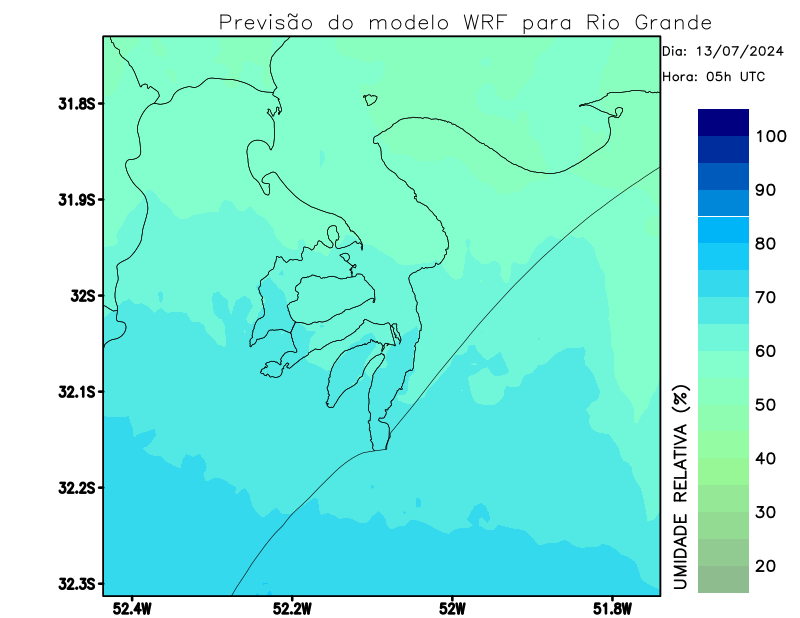 Previsão do modelo WRF para Rio Grande
Dia: 13/07/2024
Hora: 05h UTC
31.8S
31.9S
32S
32.1S
32.2S
32.3S
52.4W 52.2W 52W 51.8W
100
90
80
70
60
50
40
30
20
UMIDADE RELATIVA (%)